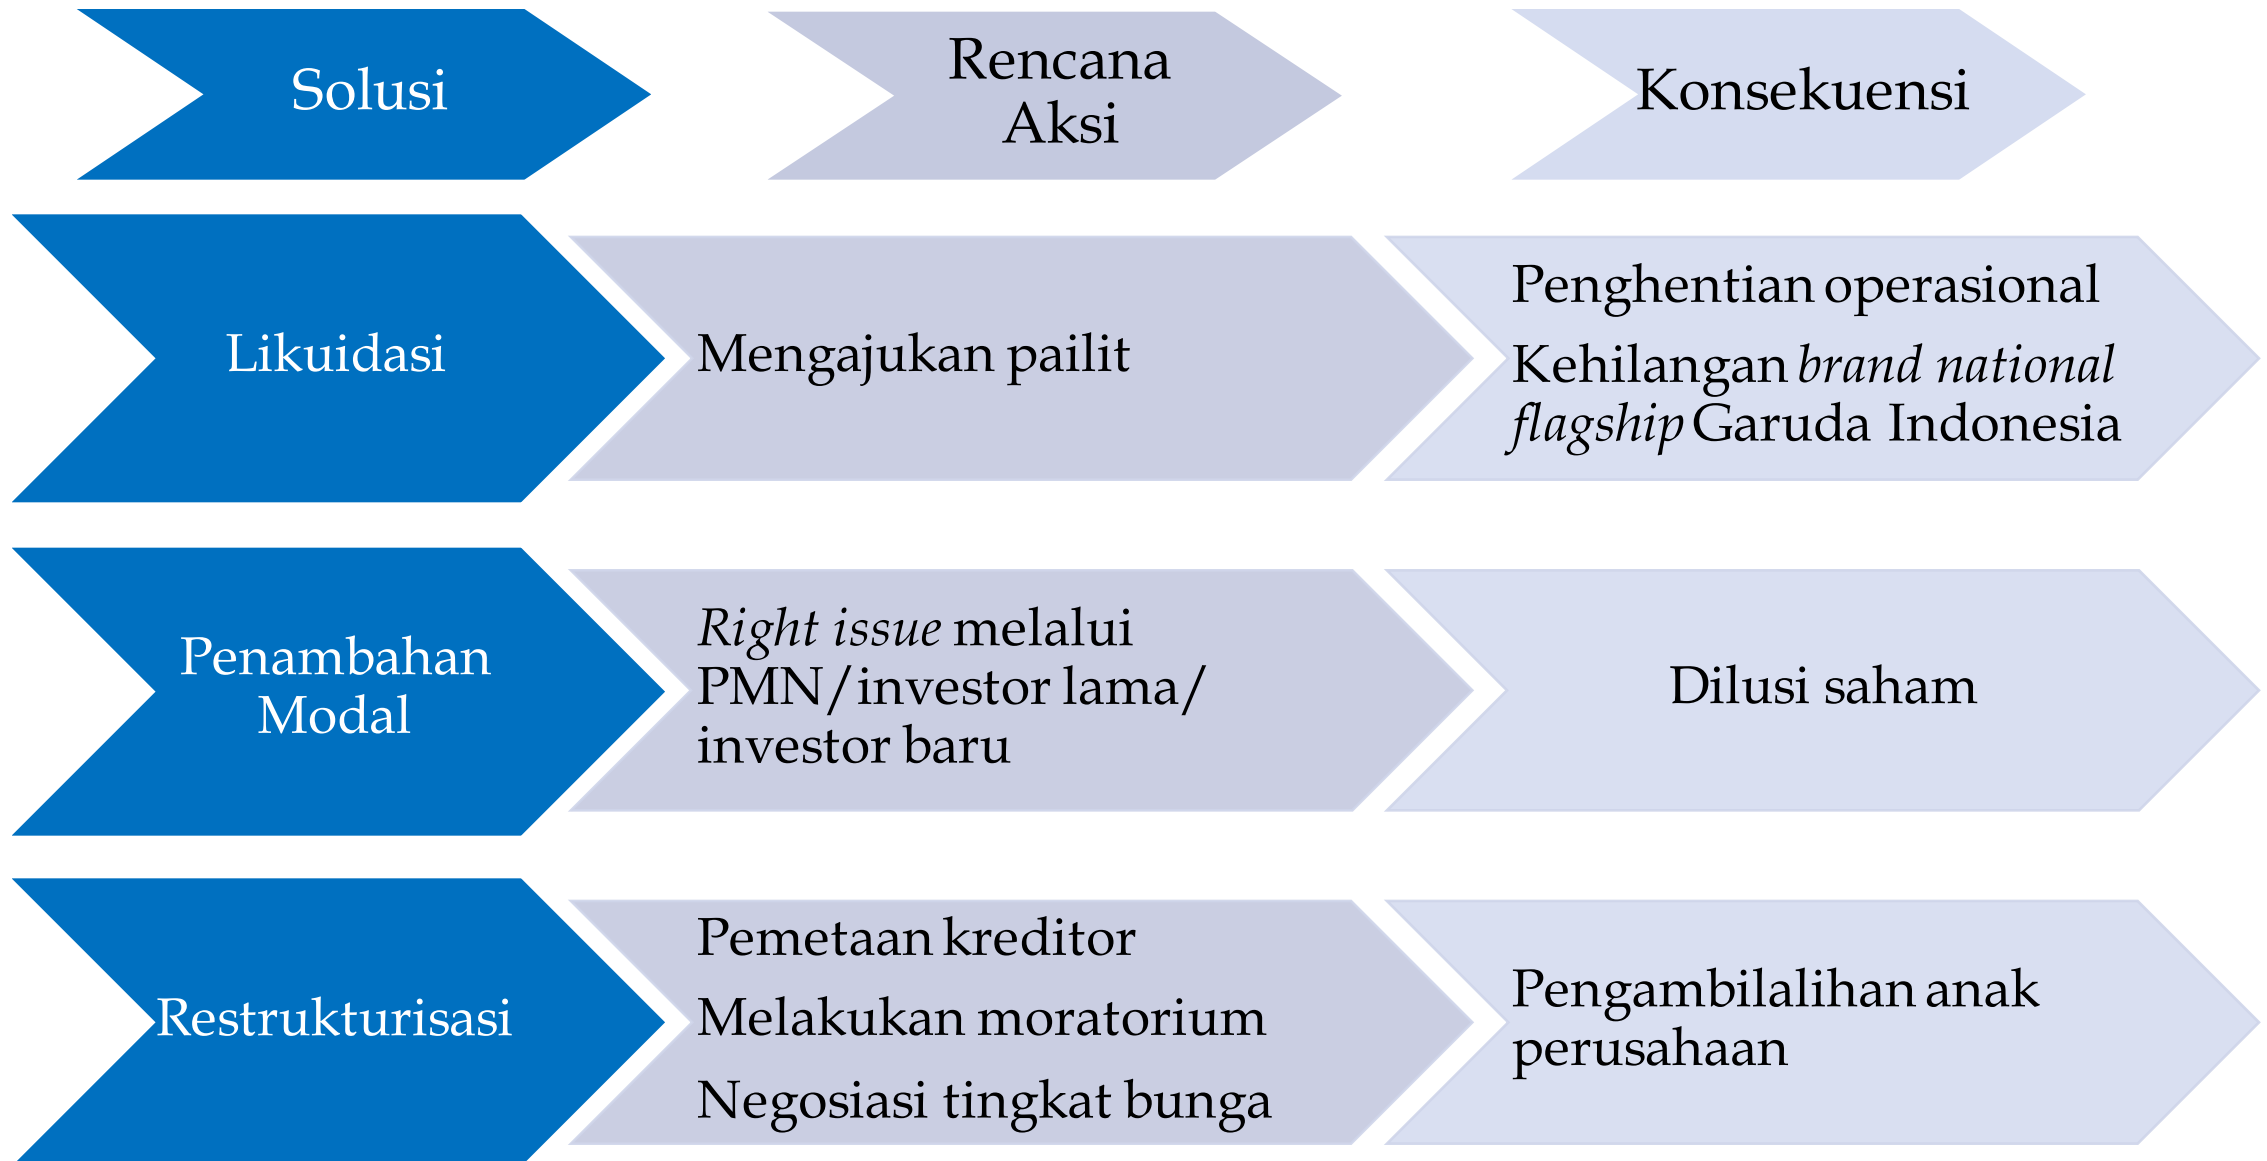 Solusi
Rencana
Aksi
Konsekuensi
Likuidasi
Mengajukan pailit
Penghentian operasional
Kehilangan brand national
flagship Garuda Indonesia
Penambahan
Modal
Right issue melalui
PMN/investor lama/
investor baru
Dilusi saham
Restrukturisasi
Pemetaan kreditor
Melakukan moratorium
Negosiasi tingkat bunga
Pengambilalihan anak
perusahaan